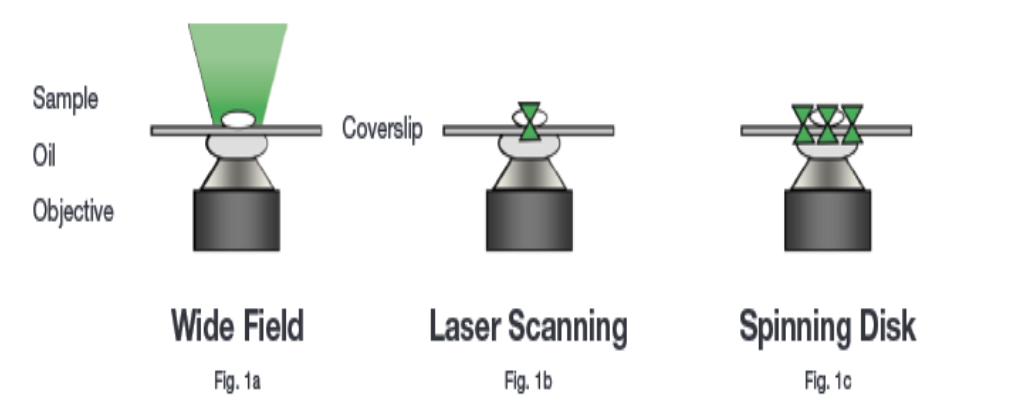 Sample
Coverslip
Oil
Objective
Wide Field
Laser Scanning
Spinning Disk
Fig. 1a
Fig. 1b
Fig. 1c